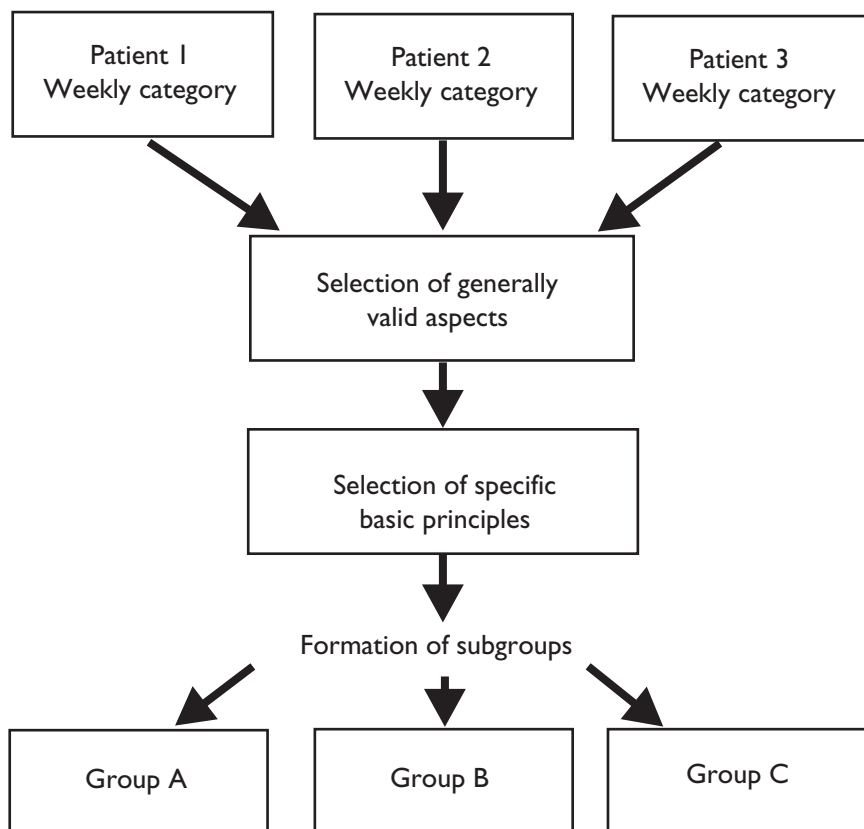 Patient 1
Weekly category
Patient 2
Weekly category
Patient 3
Weekly category
Selection of generally
valid aspects
Selection of specific
basic principles
Formation of subgroups
Group A
Group B
Group C